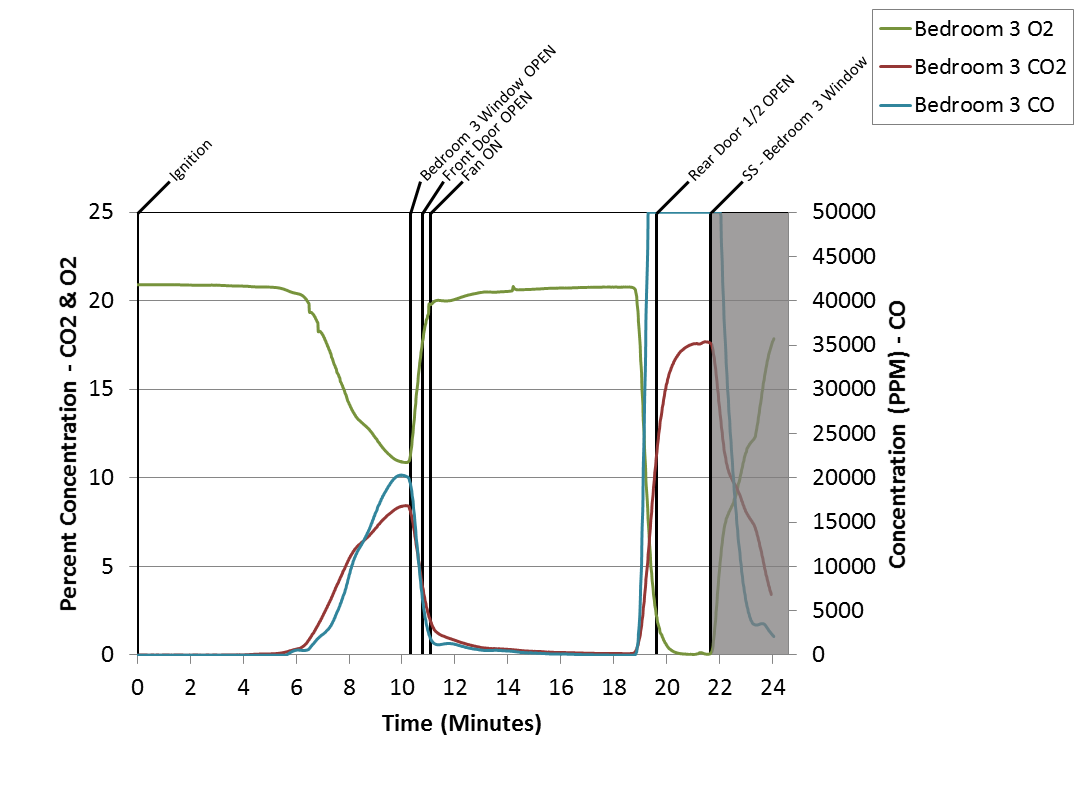 Bedroom 3 O2
Bedroom 3 CO2
Bedroom 3 CO
Ignition
Bedroom 3 Window OPEN
Front Door OPEN
Fan ON
Rear Door 1/2 OPEN
SS - Bedroom 3 Window
25
20
15
10
5
0
Percent Concentration - CO2 & O2
50000
45000
40000
35000
30000
25000
20000
15000
10000
5000
0
Concentration (PPM) - CO
0 2 4 6 8 10 12 14 16 18 20 22 24
Time (Minutes)